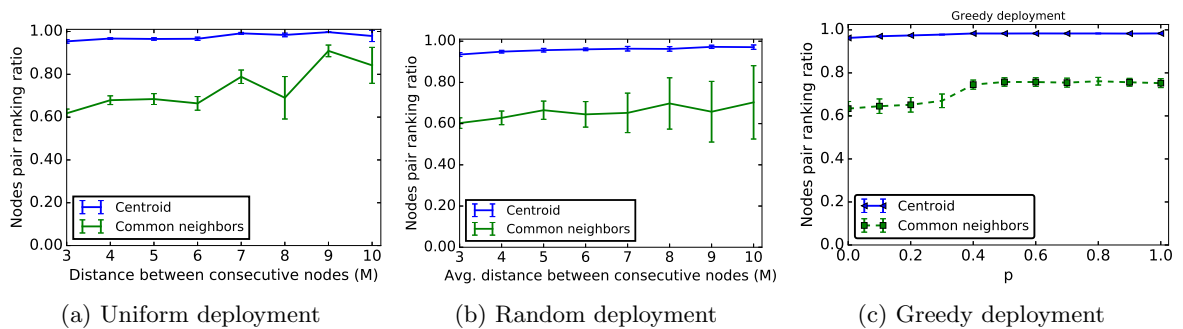 1.00
0.80
0.60
0.40
0.20
0.00
Nodes pair ranking ratio
Centroid
Common neighbors
3 4 5 6 7 8 9 10
Distance between consecutive nodes (M)
(a) Uniform deployment
1.00
0.80
0.60
0.40
0.20
0.00
Nodes pair ranking ratio
Centroid
Common neighbors
3 4 5 6 7 8 9 10
Avg. distance between consecutive nodes (M)
(b) Random deployment
Greedy deployment
1.0
0.8
0.6
0.4
0.2
0.0
Nodes pair ranking ratio
Centroid
Common neighbors
0.0 0.2 0.4 0.6 0.8 1.0
p
(c) Greedy deployment